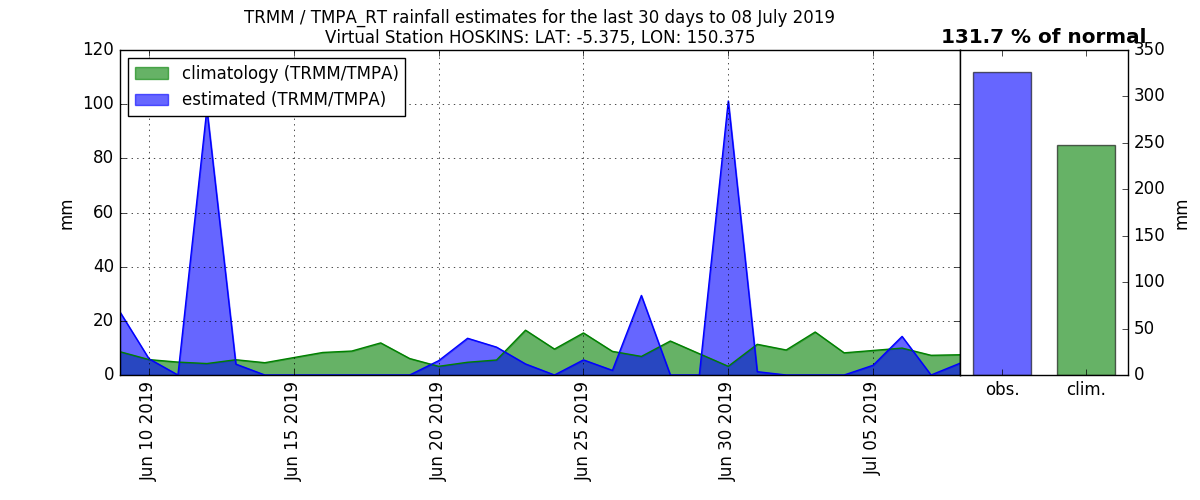 TRMM / TMPA_RT rainfall estimates for the last 30 days to 08 July 2019
Virtual Station HOSKINS: LAT: -5.375, LON: 150.375
131.7 % of normal
climatology (TRMM/TMPA)
estimated (TRMM/TMPA)
mm
120
100
80
60
40
20
0
Jun 10 2019
Jun 15 2019
Jun 20 2019
Jun 25 2019
Jun 30 2019
Jul 05 2019
obs.
clim.
350
300
250
200
150
100
50
0
mm